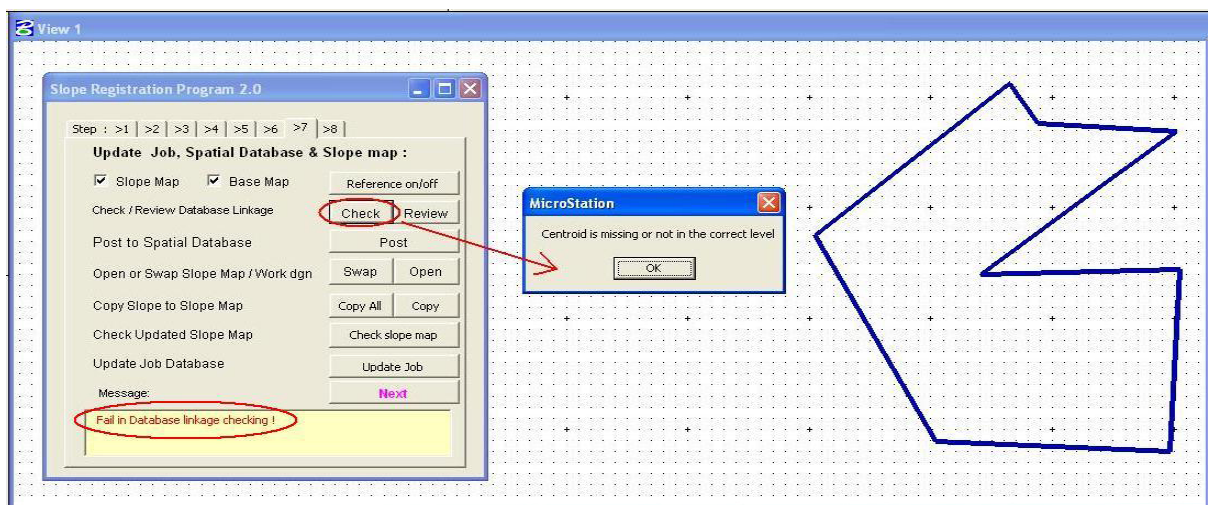 View 1
Slope Registration Program 2.0
Step : >1 >2 >3 >4 >5 >6 >7 >8
Update Job, Spatial Database & Slope map :
Slope Map Base Map Reference on/off
Check / Review Database Linkage Check Review
Post to Spatial Database Post
Open or Swap Slope Map / Work dgn Swap Open
Copy Slope to Slope Map Copy All Copy
Check Updated Slope Map Check slope map
Update Job Database Update Job
Message: Next
Fail in Database linkage checking !
MicroStation
Centroid is missing or not in the correct level
OK